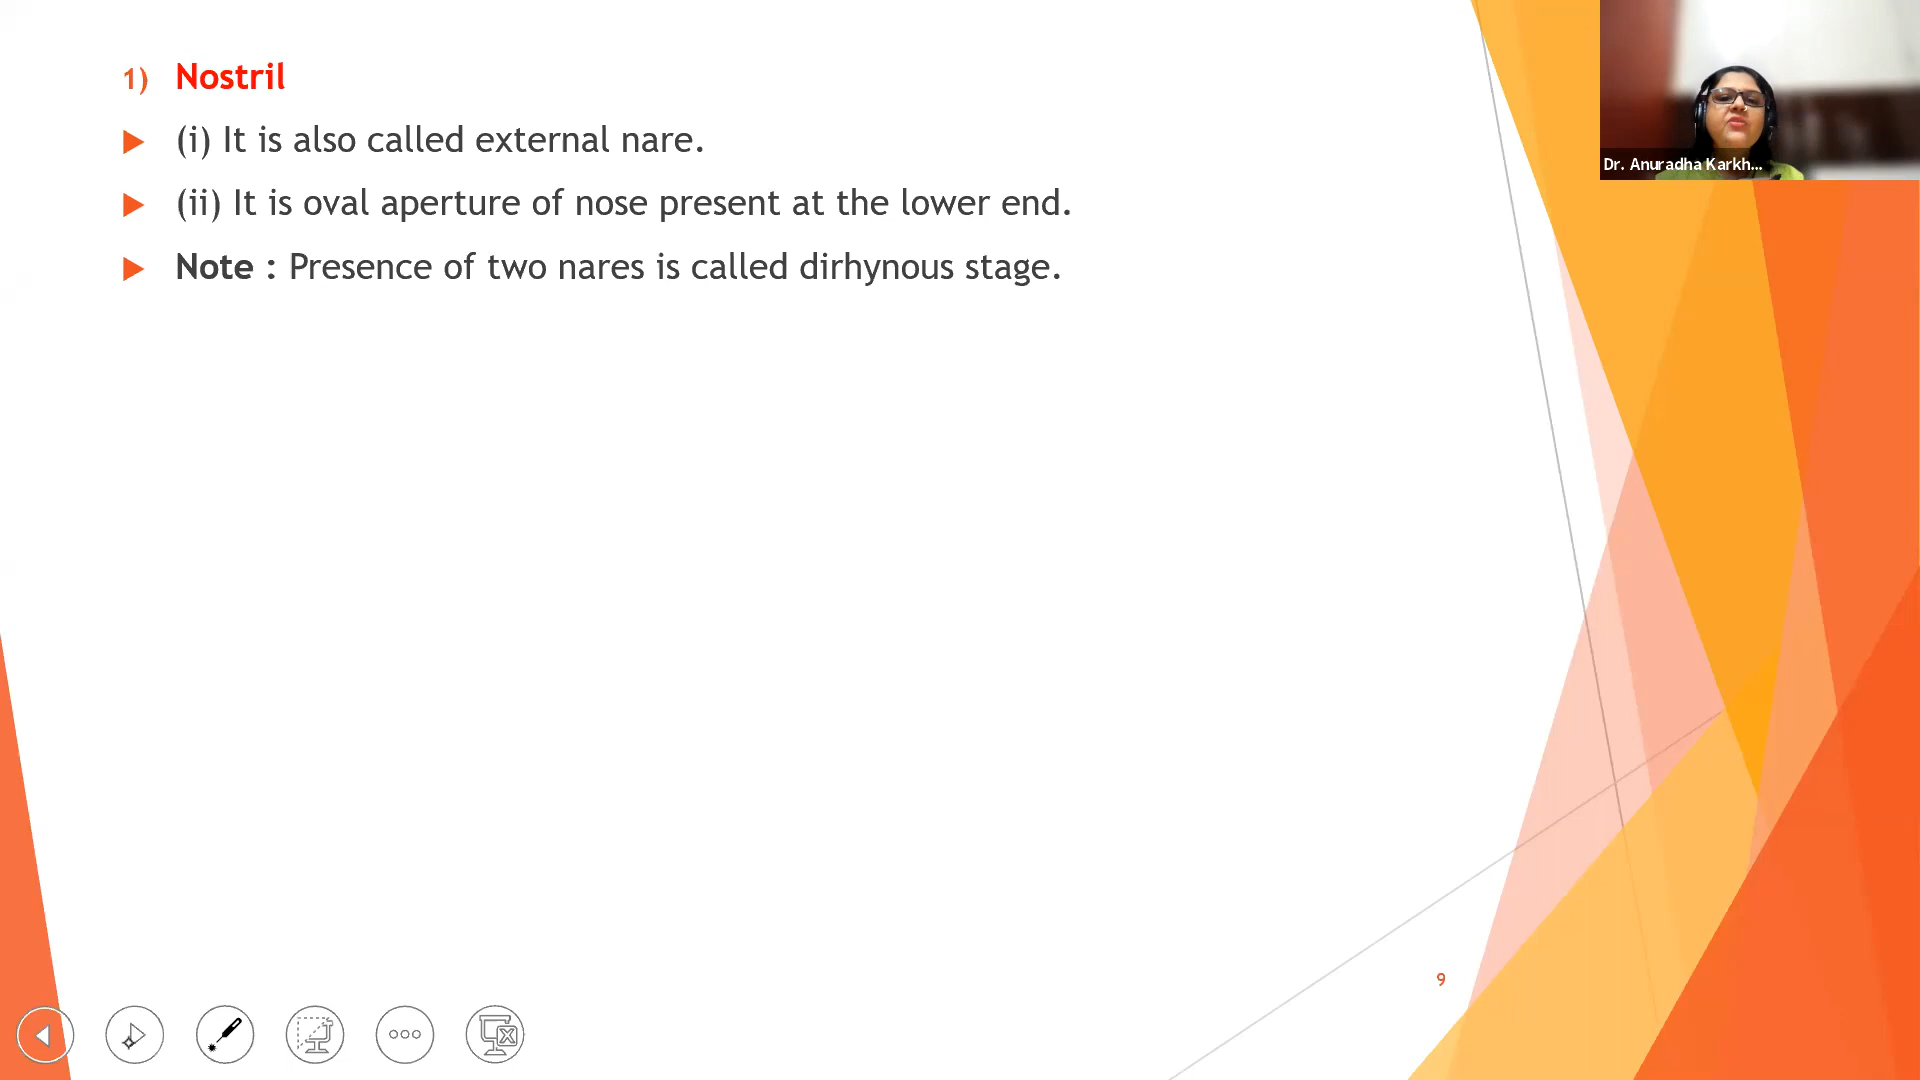 1) Nostril
(i) It is also called external nare.
(ii) It is oval aperture of nose present at the lower end.
Note : Presence of two nares is called dirhynous stage.
Dr. Anuradha Karkh...
9